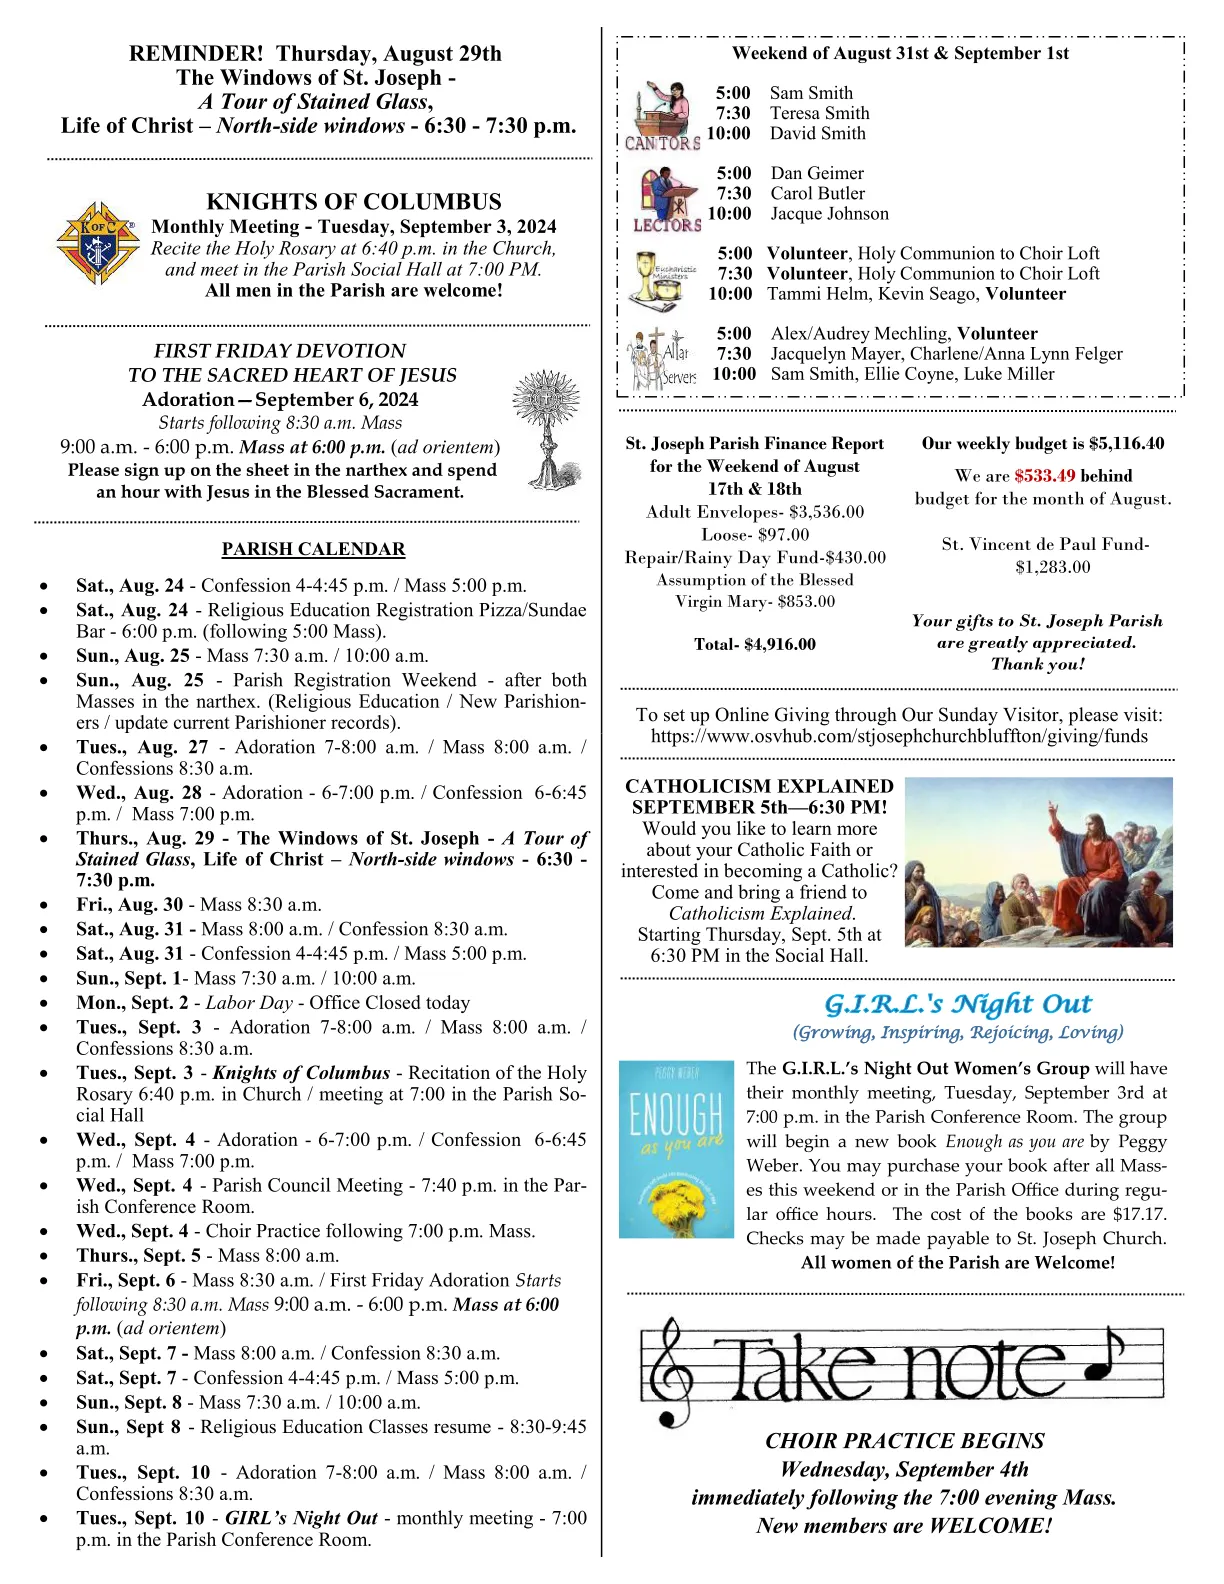 REMINDER!  Thursday, August 29th
The Windows of St. Joseph -
A Tour of Stained Glass,
Life of Christ – North-side windows - 6:30 - 7:30 p.m.
KNIGHTS OF COLUMBUS
Monthly Meeting - Tuesday, September 3, 2024
Recite the Holy Rosary at 6:40 p.m. in the Church,
and meet in the Parish Social Hall at 7:00 PM.
All men in the Parish are welcome!
K OF C ®
FIRST FRIDAY DEVOTION
TO THE SACRED HEART OF JESUS
Adoration—September 6, 2024
Starts following 8:30 a.m. Mass
9:00 a.m. - 6:00 p.m. Mass at 6:00 p.m. (ad orientem)
Please sign up on the sheet in the narthex and spend
an hour with Jesus in the Blessed Sacrament.
PARISH CALENDAR
• Sat., Aug. 24 - Confession 4-4:45 p.m. / Mass 5:00 p.m.
• Sat., Aug. 24 - Religious Education Registration Pizza/Sundae
Bar - 6:00 p.m. (following 5:00 Mass).
• Sun., Aug. 25 - Mass 7:30 a.m. / 10:00 a.m.
• Sun., Aug. 25 - Parish Registration Weekend - after both
Masses in the narthex. (Religious Education / New Parishion-
ers / update current Parishioner records).
• Tues., Aug. 27 - Adoration 7-8:00 a.m. / Mass 8:00 a.m. /
Confessions 8:30 a.m.
• Wed., Aug. 28 - Adoration - 6-7:00 p.m. / Confession  6-6:45
p.m. /  Mass 7:00 p.m.
• Thurs., Aug. 29 - The Windows of St. Joseph - A Tour of
Stained Glass, Life of Christ – North-side windows - 6:30 -
7:30 p.m.
• Fri., Aug. 30 - Mass 8:30 a.m.
• Sat., Aug. 31 - Mass 8:00 a.m. / Confession 8:30 a.m.
• Sat., Aug. 31 - Confession 4-4:45 p.m. / Mass 5:00 p.m.
• Sun., Sept. 1- Mass 7:30 a.m. / 10:00 a.m.
• Mon., Sept. 2 - Labor Day - Office Closed today
• Tues., Sept. 3 - Adoration 7-8:00 a.m. / Mass 8:00 a.m. /
Confessions 8:30 a.m.
• Tues., Sept. 3 - Knights of Columbus - Recitation of the Holy
Rosary 6:40 p.m. in Church / meeting at 7:00 in the Parish So-
cial Hall
• Wed., Sept. 4 - Adoration - 6-7:00 p.m. / Confession  6-6:45
p.m. /  Mass 7:00 p.m.
• Wed., Sept. 4 - Parish Council Meeting - 7:40 p.m. in the Par-
ish Conference Room.
• Wed., Sept. 4 - Choir Practice following 7:00 p.m. Mass.
• Thurs., Sept. 5 - Mass 8:00 a.m.
• Fri., Sept. 6 - Mass 8:30 a.m. / First Friday Adoration Starts
following 8:30 a.m. Mass 9:00 a.m. - 6:00 p.m. Mass at 6:00
p.m. (ad orientem)
• Sat., Sept. 7 - Mass 8:00 a.m. / Confession 8:30 a.m.
• Sat., Sept. 7 - Confession 4-4:45 p.m. / Mass 5:00 p.m.
• Sun., Sept. 8 - Mass 7:30 a.m. / 10:00 a.m.
• Sun., Sept 8 - Religious Education Classes resume - 8:30-9:45
a.m.
• Tues., Sept. 10 - Adoration 7-8:00 a.m. / Mass 8:00 a.m. /
Confessions 8:30 a.m.
• Tues., Sept. 10 - GIRL's Night Out - monthly meeting - 7:00
p.m. in the Parish Conference Room.
Weekend of August 31st & September 1st
CANTORS
5:00 Sam Smith
7:30 Teresa Smith
10:00 David Smith
LECTORS
5:00 Dan Geimer
7:30 Carol Butler
10:00 Jacque Johnson
Eucharistic
Ministers
5:00 Volunteer, Holy Communion to Choir Loft
7:30 Volunteer, Holy Communion to Choir Loft
10:00 Tammi Helm, Kevin Seago, Volunteer
Altar
Servers
5:00 Alex/Audrey Mechling, Volunteer
7:30 Jacquelyn Mayer, Charlene/Anna Lynn Felger
10:00 Sam Smith, Ellie Coyne, Luke Miller
St. Joseph Parish Finance Report
for the Weekend of August
17th & 18th
Adult Envelopes- $3,536.00
Loose- $97.00
Repair/Rainy Day Fund-$430.00
Assumption of the Blessed
Virgin Mary- $853.00
Total- $4,916.00
Our weekly budget is $5,116.40
We are $533.49 behind
budget for the month of August.
St. Vincent de Paul Fund-
$1,283.00
Your gifts to St. Joseph Parish
are greatly appreciated.
Thank you!
To set up Online Giving through Our Sunday Visitor, please visit:
https://www.osvhub.com/stjosephchurchbluffton/giving/funds
CATHOLICISM EXPLAINED
SEPTEMBER 5th—6:30 PM!
Would you like to learn more
about your Catholic Faith or
interested in becoming a Catholic?
Come and bring a friend to
Catholicism Explained.
Starting Thursday, Sept. 5th at
6:30 PM in the Social Hall.
G.I.R.L.'s Night Out
(Growing, Inspiring, Rejoicing, Loving)
PEGGY WEBER
ENOUGH
as you are
The G.I.R.L.'s Night Out Women's Group will have
their monthly meeting, Tuesday, September 3rd at
7:00 p.m. in the Parish Conference Room. The group
will begin a new book Enough as you are by Peggy
Weber. You may purchase your book after all Mass-
es this weekend or in the Parish Office during regu-
lar office hours.  The cost of the books are $17.17.
Checks may be made payable to St. Joseph Church.
All women of the Parish are Welcome!
Take note
CHOIR PRACTICE BEGINS
Wednesday, September 4th
immediately following the 7:00 evening Mass.
New members are WELCOME!